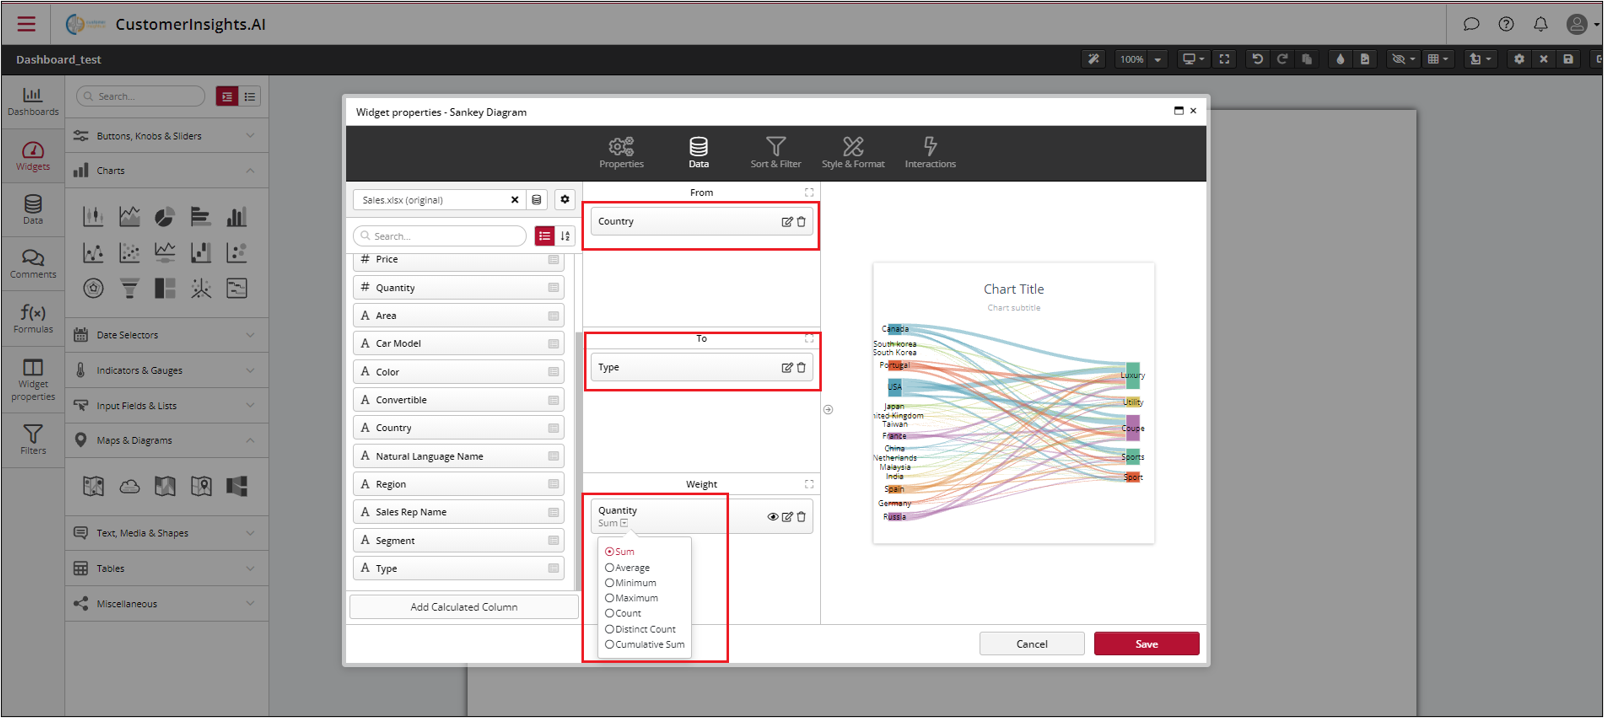 CustomerInsights.AI
Dashboard_test
100%
Dashboards
Widgets
Data
Comments
f(x)
Formulas
Widget
properties
Filters
Search...
Buttons, Knobs & Sliders
Charts
Date Selectors
Indicators & Gauges
Input Fields & Lists
Maps & Diagrams
Text, Media & Shapes
Tables
Miscellaneous
Widget properties - Sankey Diagram
Properties
Data
Sort & Filter
Style & Format
Interactions
Sales.xlsx (original)
Search...
# Price
# Quantity
A Area
A Car Model
A Color
A Convertible
A Country
A Natural Language Name
A Region
A Sales Rep Name
A Segment
A Type
Add Calculated Column
From
Country
To
Type
Weight
Quantity
Sum
Sum
Average
Minimum
Maximum
Count
Distinct Count
Cumulative Sum
Chart Title
Chart subtitle
Canada
South korea
South Korea
Portugal
USA
Japan
nited Kingdom
Taiwan
France
China
Netherlands
Malaysia
India
Spain
Germany
Russia
Luxury
Utility
Coupe
Sports
Sport
Cancel
Save